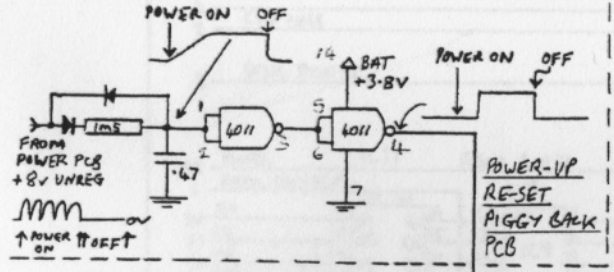 POWER ON
OFF
14
BAT
+3.8V
POWER ON
OFF
1
2
4011
3
5
6
4011
4
7
1m5
.47
FROM
POWER PCB
+8V UNREG
↑POWER
ON
↑↑OFF↑
POWER-UP
RE-SET
PIGGY BACK
PCB